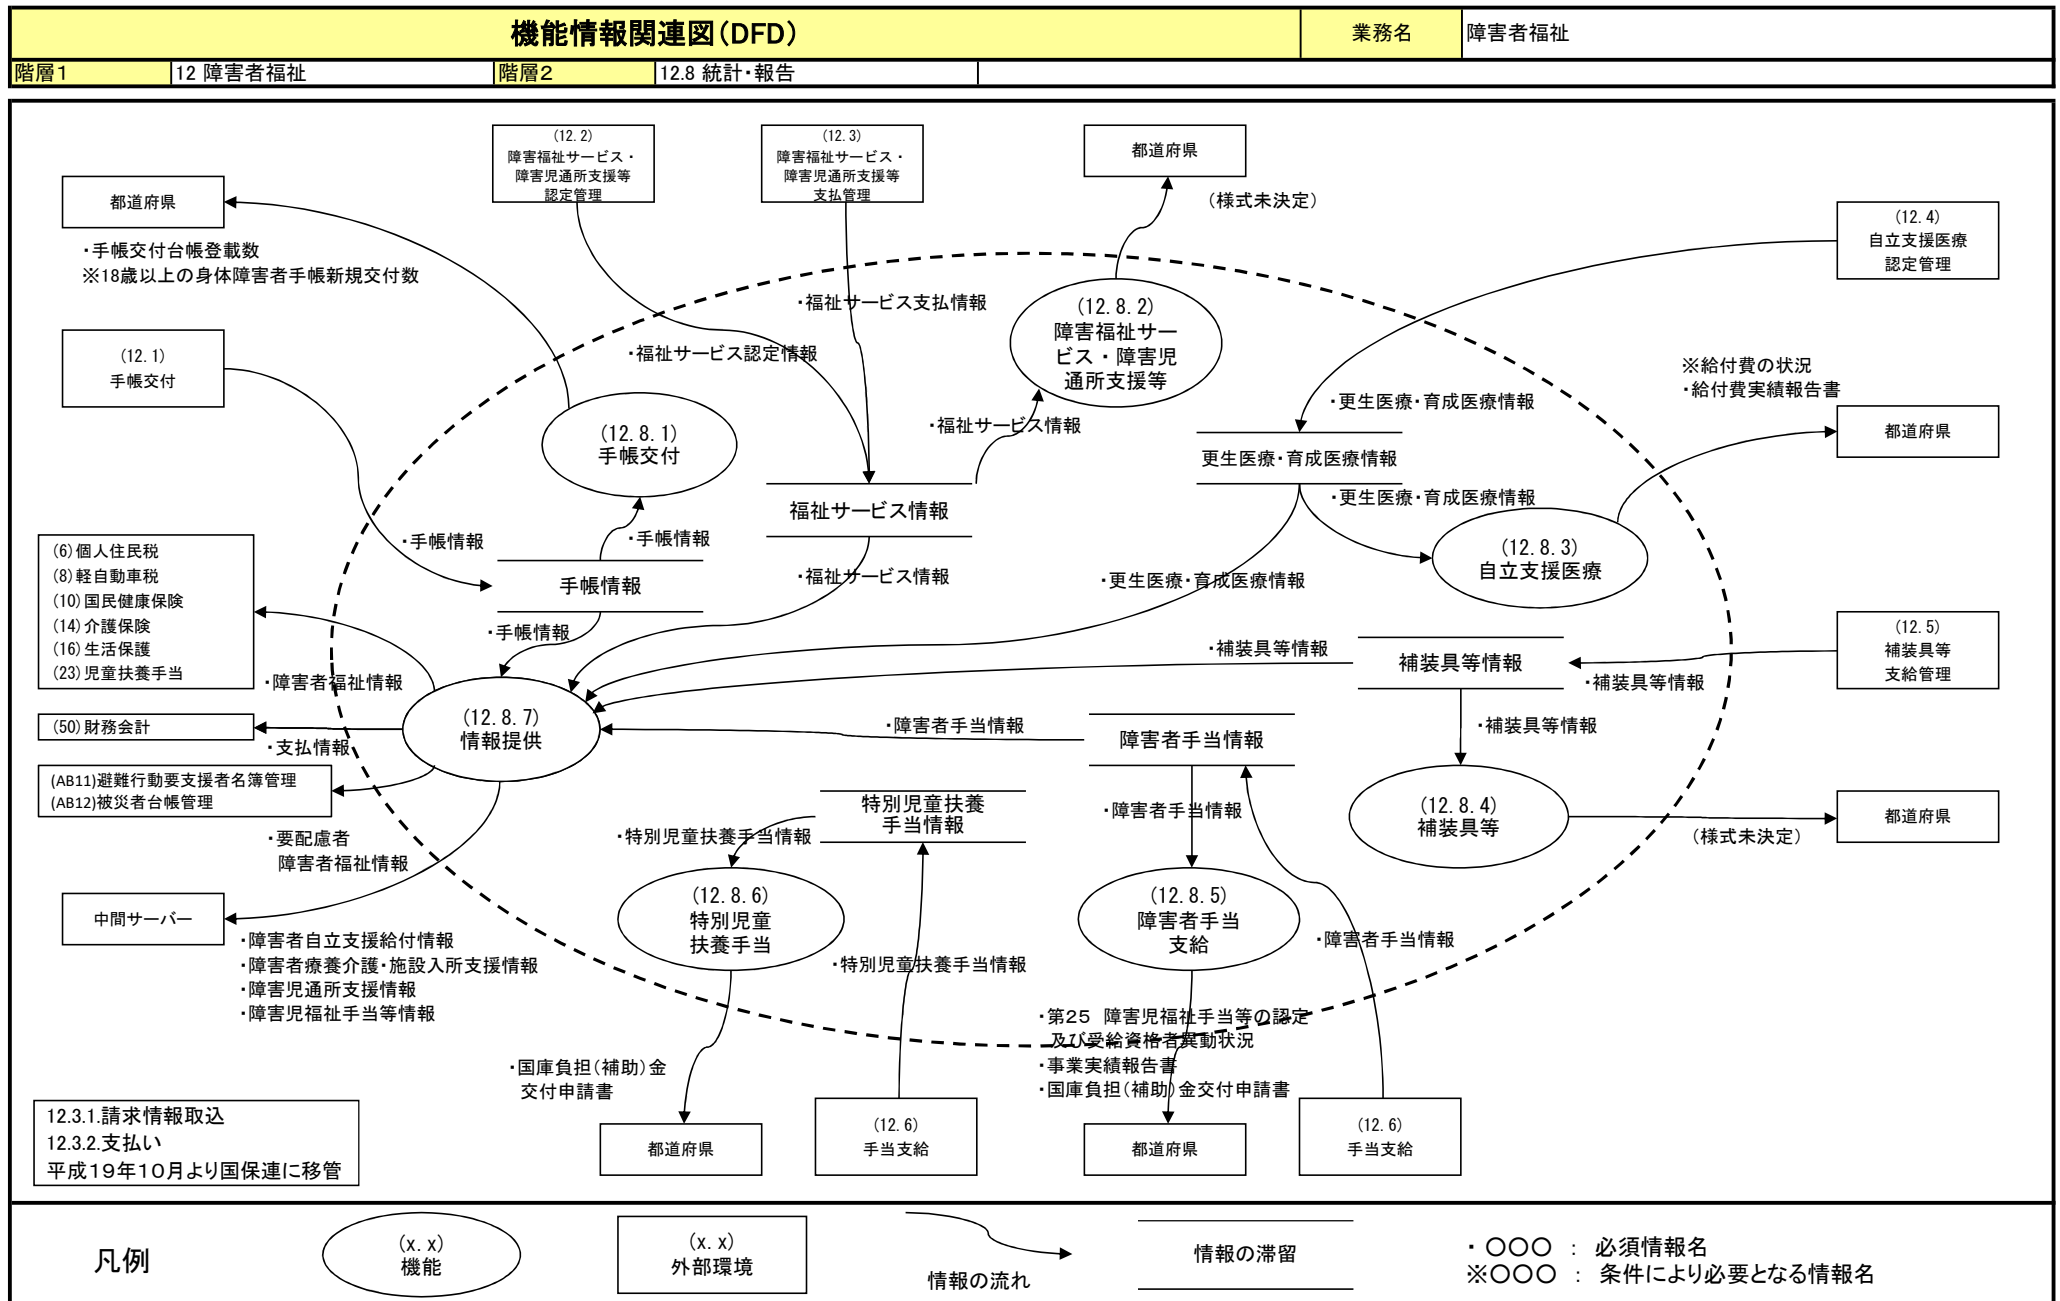 機能情報関連図(DFD)
業務名
障害者福祉
階層1
12 障害者福祉
階層2
12.8 統計・報告
都道府県
・手帳交付台帳登載数
※18歳以上の身体障害者手帳新規交付数
(12.2)
障害福祉サービス・
障害児通所支援等
認定管理
(12.3)
障害福祉サービス・
障害児通所支援等
支払管理
都道府県
(様式未決定)
(12.4)
自立支援医療
認定管理
(12.1)
手帳交付
・福祉サービス支払情報
・福祉サービス認定情報
(12.8.2)
障害福祉サー
ビス・障害児
通所支援等
※給付費の状況
・給付費実績報告書
都道府県
・更生医療・育成医療情報
(12.8.1)
手帳交付
・福祉サービス情報
更生医療・育成医療情報
・更生医療・育成医療情報
福祉サービス情報
・手帳情報
・手帳情報
(12.8.3)
自立支援医療
(6)個人住民税
(8)軽自動車税
(10)国民健康保険
(14)介護保険
(16)生活保護
(23)児童扶養手当
手帳情報
・福祉サービス情報
・更生医療・育成医療情報
・手帳情報
・補装具等情報
補装具等情報
(12.5)
補装具等
支給管理
・補装具等情報
・障害者福祉情報
(12.8.7)
情報提供
・障害者手当情報
障害者手当情報
・補装具等情報
(50)財務会計
・支払情報
(AB11)避難行動要支援者名簿管理
(AB12)被災者台帳管理
特別児童扶養
手当情報
・障害者手当情報
(12.8.4)
補装具等
都道府県
(様式未決定)
・要配慮者
障害者福祉情報
・特別児童扶養手当情報
(12.8.6)
特別児童
扶養手当
(12.8.5)
障害者手当
支給
中間サーバー
・障害者自立支援給付情報
・障害者療養介護・施設入所支援情報
・障害児通所支援情報
・障害児福祉手当等情報
・特別児童扶養手当情報
・障害者手当情報
・第25 障害児福祉手当等の認定
及び受給資格者異動状況
・事業実績報告書
・国庫負担(補助)金交付申請書
・国庫負担(補助)金
交付申請書
12.3.1.請求情報取込
12.3.2.支払い
平成19年10月より国保連に移管
都道府県
(12.6)
手当支給
都道府県
(12.6)
手当支給
凡例
(x.x)
機能
(x.x)
外部環境
情報の流れ
情報の滞留
・ ○○○ : 必須情報名
※○○○ : 条件により必要となる情報名